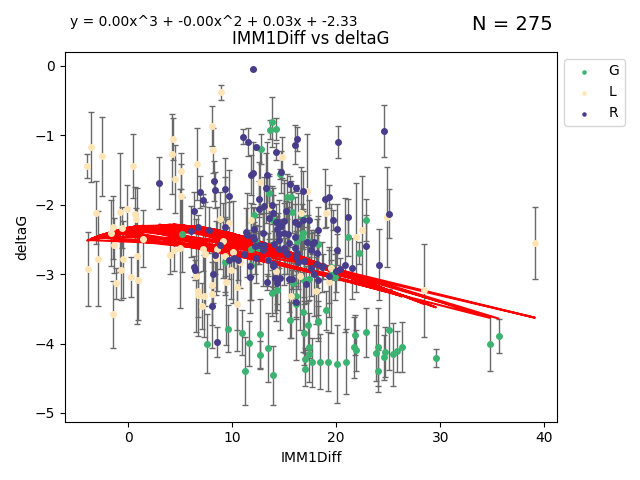 y = 0.00x^3 + -0.00x^2 + 0.03x + -2.33
N = 275
IMM1Diff vs deltaG
G
L
R
deltaG
0
−1
−2
−3
−4
−5
0
10
20
30
40
IMM1Diff